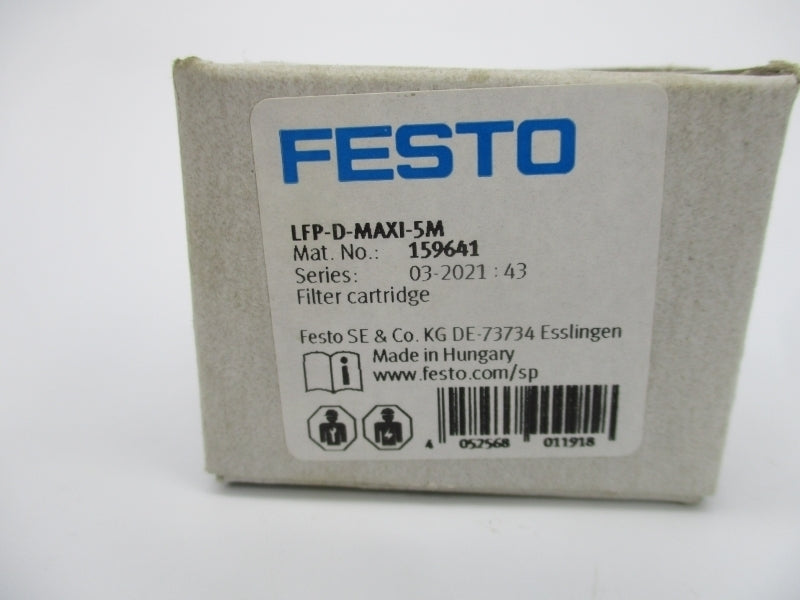 FESTO
LFP-D-MAXI-5M
Mat. No.: 159641
Series: 03-2021 : 43
Filter cartridge
Festo SE & Co. KG DE-73734 Esslingen
Made in Hungary
www.festo.com/sp
4 052568 011918